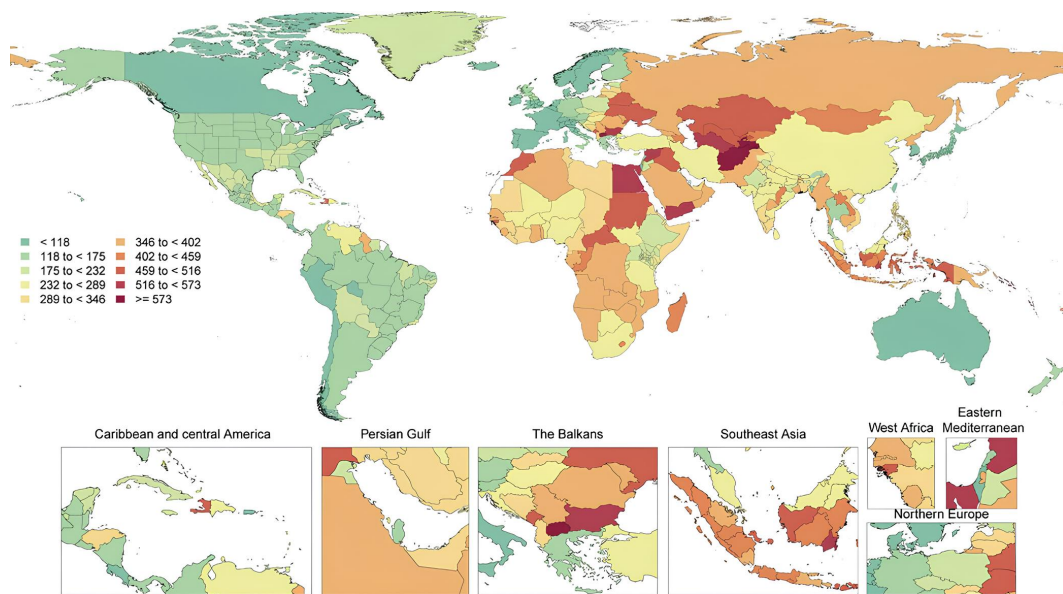 < 118
118 to < 175
175 to < 232
232 to < 289
289 to < 346
346 to < 402
402 to < 459
459 to < 516
516 to < 573
>= 573
Caribbean and central America
Persian Gulf
The Balkans
Southeast Asia
West Africa
Eastern
Mediterranean
Northern Europe